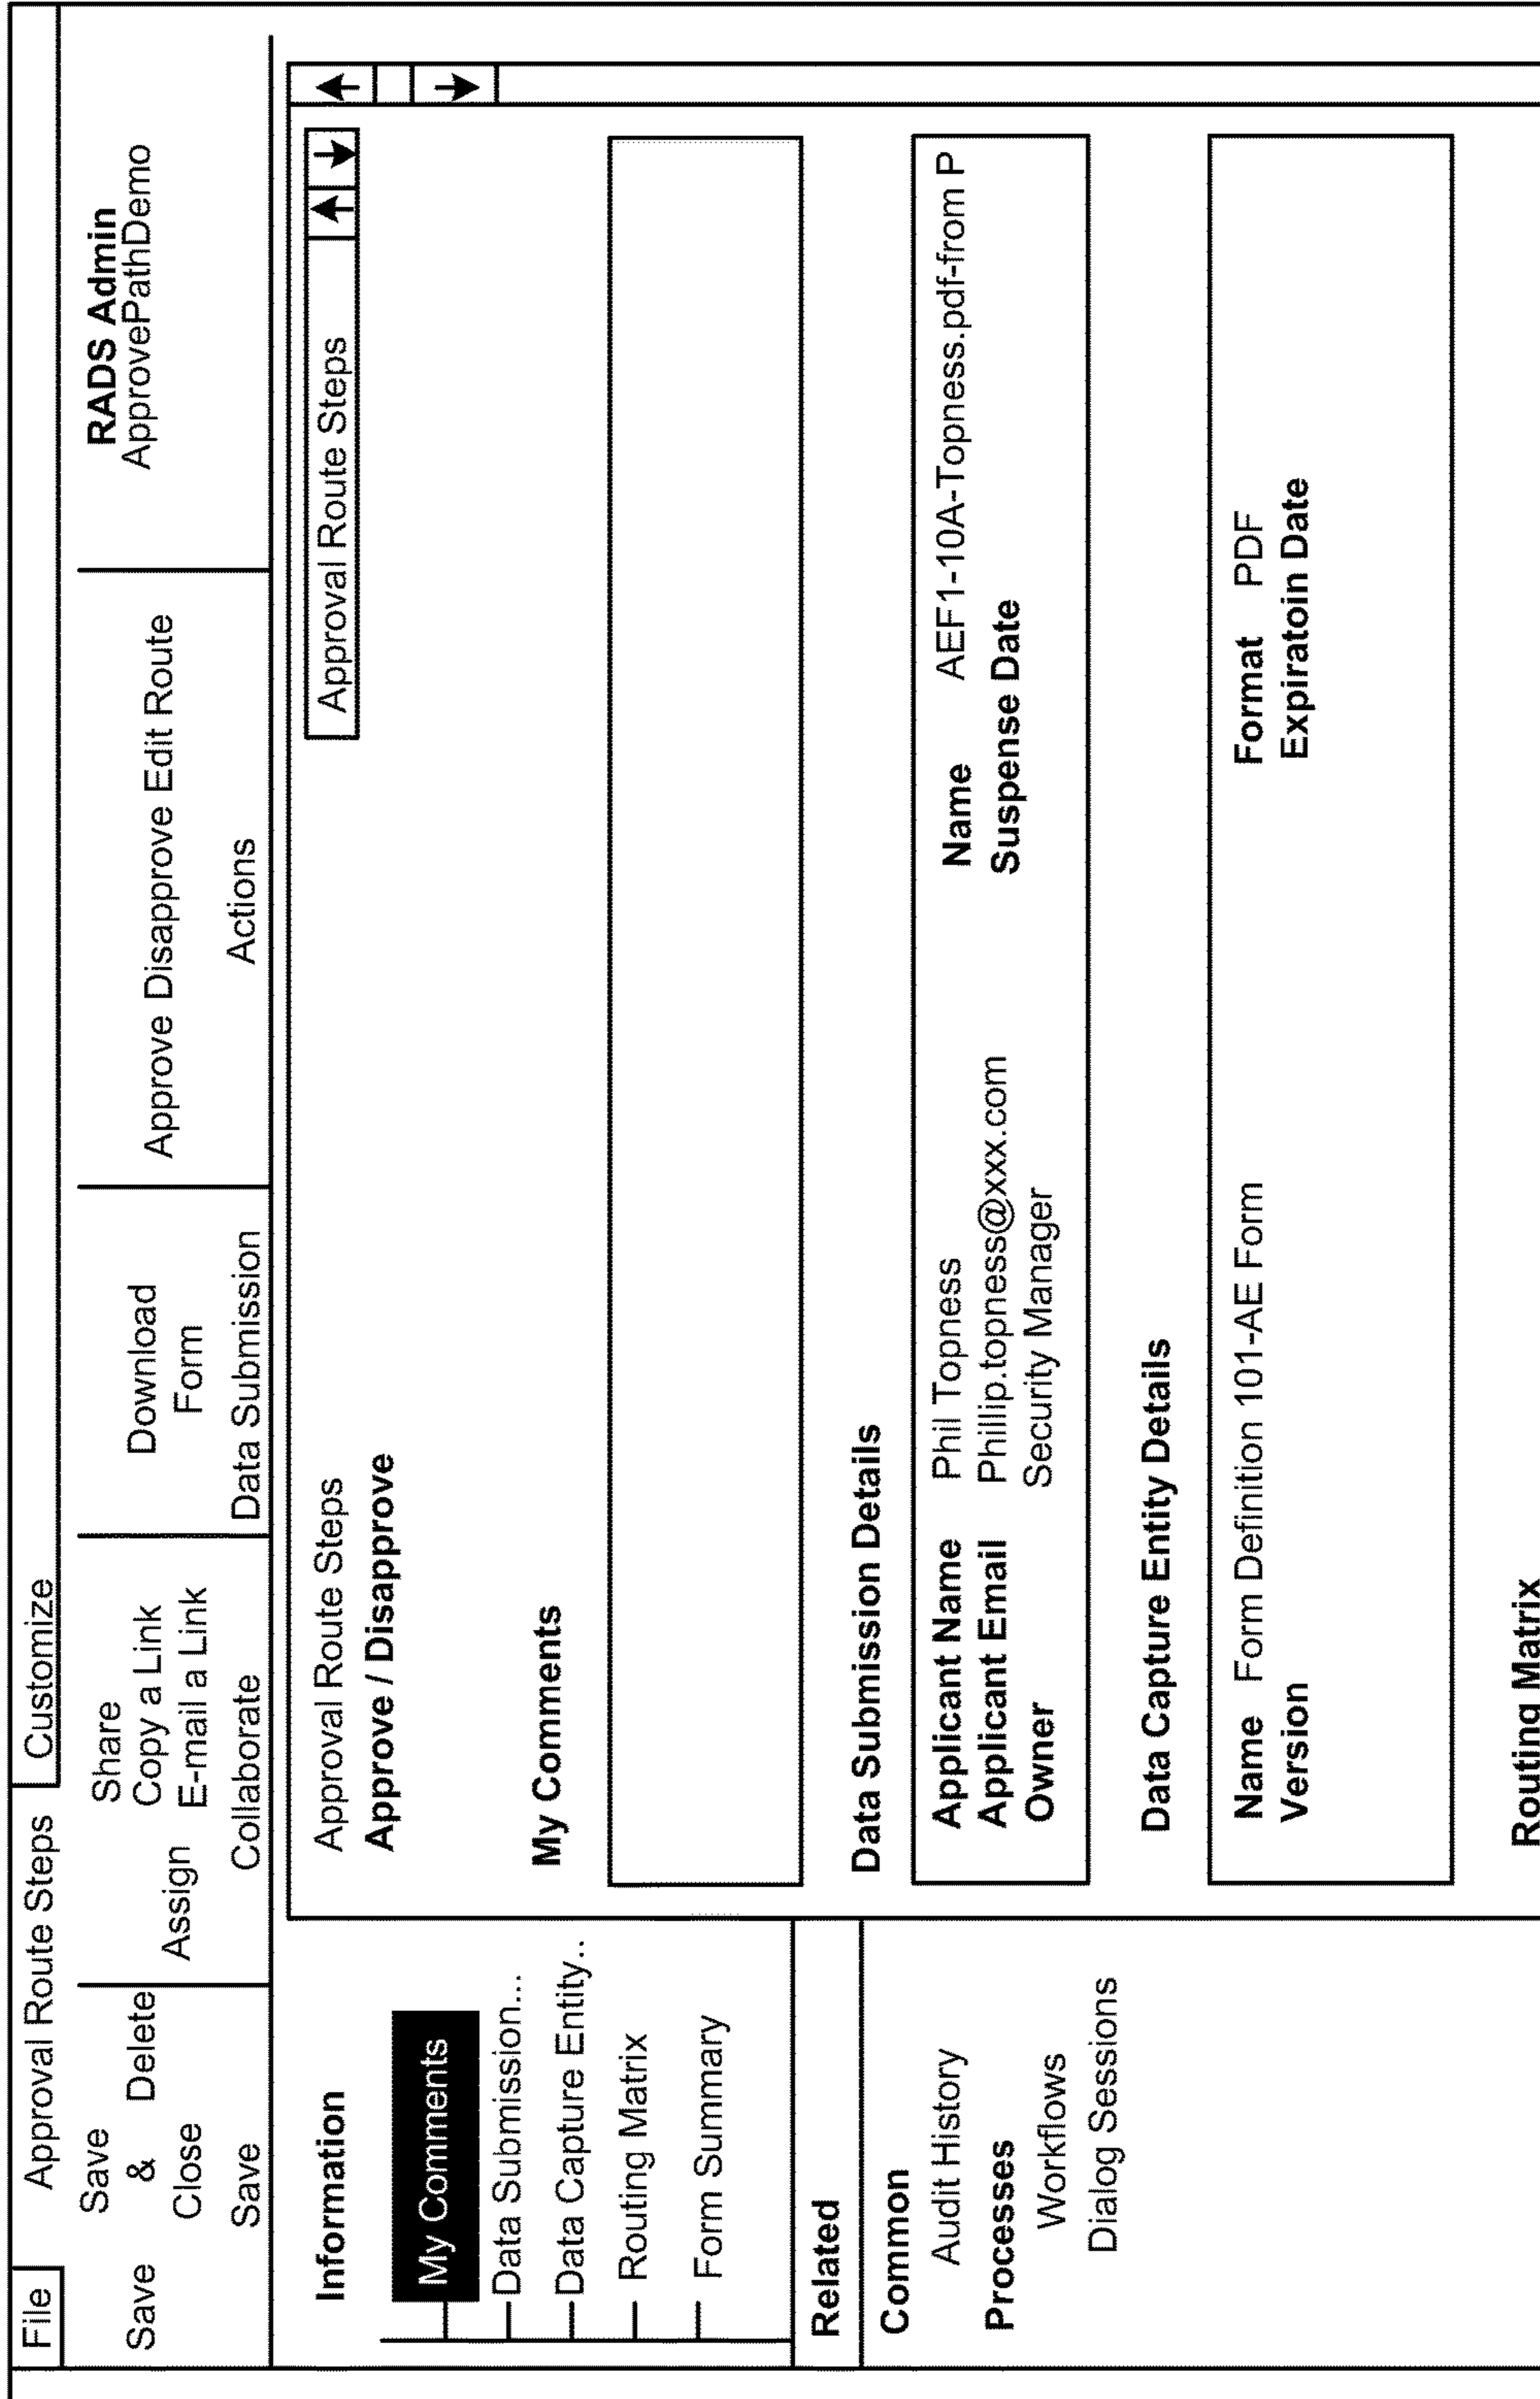 File Approval Route Steps Customize
Save
Save
&
Close
Delete
Save
Assign
Share
Copy a Link
E-mail a Link
Collaborate
Download
Form
Data Submission
Approve Disapprove Edit Route
Actions
RADS Admin
ApprovePathDemo
Information
My Comments
Data Submission...
Data Capture Entity..
Routing Matrix
Form Summary
Related
Common
Audit History
Processes
Workflows
Dialog Sessions
Approval Route Steps
Approve / Disapprove
Approval Route Steps
My Comments
Data Submission Details
Applicant Name Phil Topness Name AEF1-10A-Topness.pdf-from P
Applicant Email Phillip.topness@xxx.com Suspense Date
Owner Security Manager
Data Capture Entity Details
Name Form Definition 101-AE Form Format PDF
Version Expiratoin Date
Routing Matrix